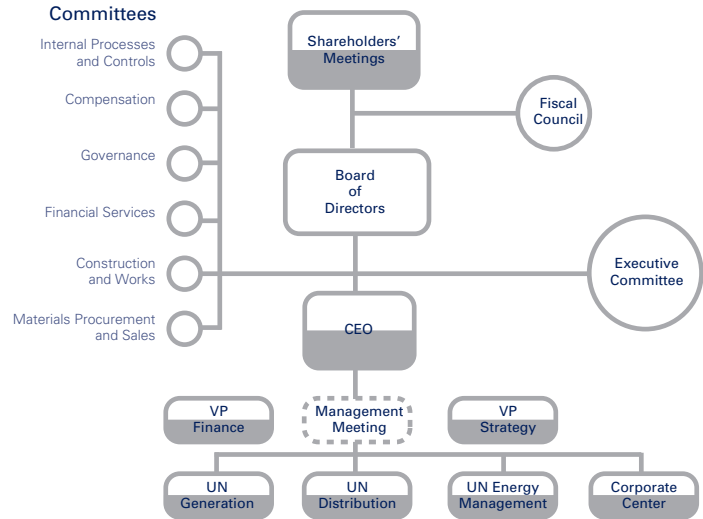 Committees
Internal Processes
and Controls
Compensation
Governance
Financial Services
Construction
and Works
Materials Procurement
and Sales
Shareholders’
Meetings
Fiscal
Council
Board
of
Directors
Executive
Committee
CEO
VP
Finance
Management
Meeting
VP
Strategy
UN
Generation
UN
Distribution
UN Energy
Management
Corporate
Center